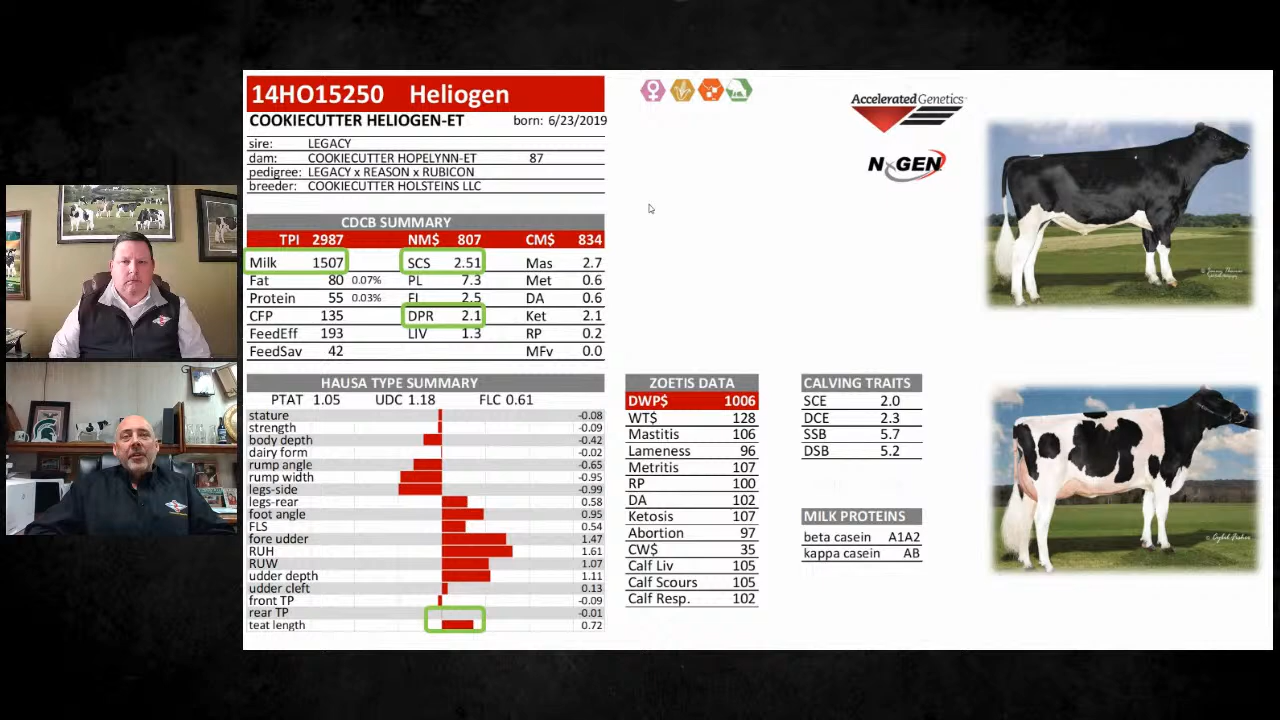 14HO15250 Heliogen
COOKIECUTTER HELIOGEN-ET born: 6/23/2019
sire: LEGACY
dam: COOKIECUTTER HOPELYNN-ET 87
pedigree: LEGACY x REASON x RUBICON
breeder: COOKIECUTTER HOLSTEINS LLC
CDCB SUMMARY
TPI 2987 NM$ 807 CM$ 834
Milk 1507 SCS 2.51 Mas 2.7
Fat 80 0.07% PL 7.3 Met 0.6
Protein 55 0.03% FI 2.5 DA 0.6
CFP 135 DPR 2.1 Ket 2.1
FeedEff 193 LIV 1.3 RP 0.2
FeedSav 42 MFv 0.0
HAUSA TYPE SUMMARY
PTAT 1.05 UDC 1.18 FLC 0.61
stature -0.08
strength -0.09
body depth -0.42
dairy form -0.02
rump angle -0.65
rump width -0.95
legs-side -0.99
legs-rear 0.58
foot angle 0.95
FLS 0.54
fore udder 1.47
RUH 1.61
RUW 1.07
udder depth 1.11
udder cleft 0.13
front TP -0.09
rear TP -0.01
teat length 0.72
ZOETIS DATA
DWP$ 1006
WT$ 128
Mastitis 106
Lameness 96
Metritis 107
RP 100
DA 102
Ketosis 107
Abortion 97
CW$ 35
Calf Liv 105
Calf Scours 105
Calf Resp. 102
CALVING TRAITS
SCE 2.0
DCE 2.3
SSB 5.7
DSB 5.2
MILK PROTEINS
beta casein A1A2
kappa casein AB
Accelerated Genetics
NxGEN